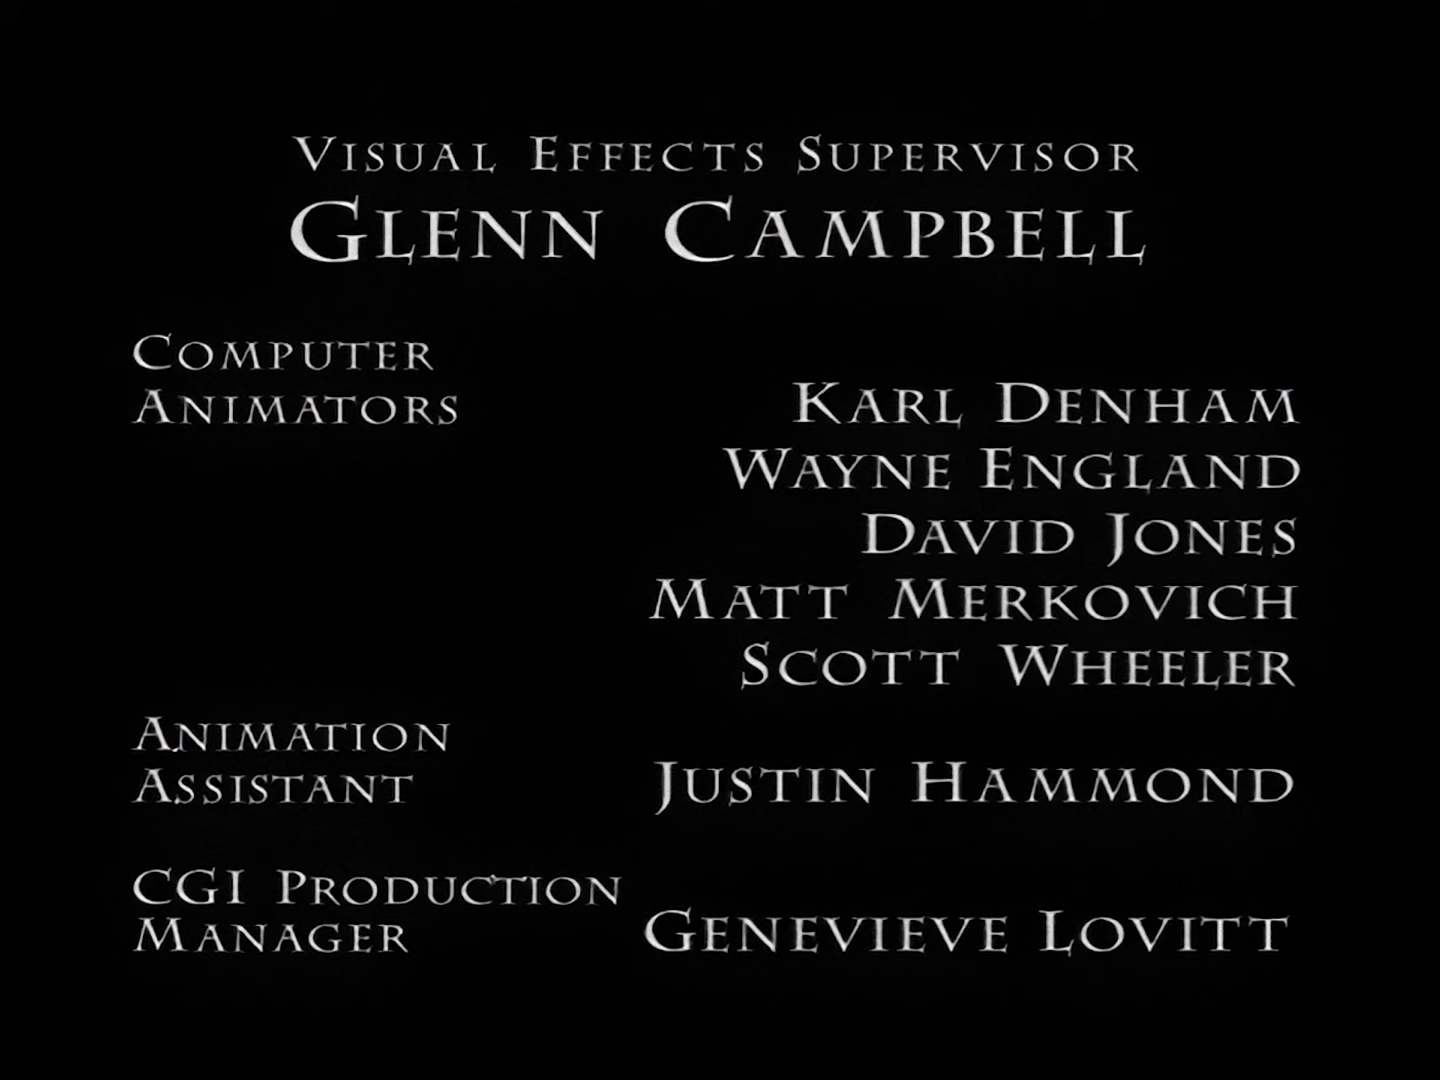 VISUAL EFFECTS SUPERVISOR
GLENN CAMPBELL
COMPUTER
ANIMATORS
KARL DENHAM
WAYNE ENGLAND
DAVID JONES
MATT MERKOVICH
SCOTT WHEELER
ANIMATION
ASSISTANT
JUSTIN HAMMOND
CGI PRODUCTION
MANAGER
GENEVIEVE LOVITT